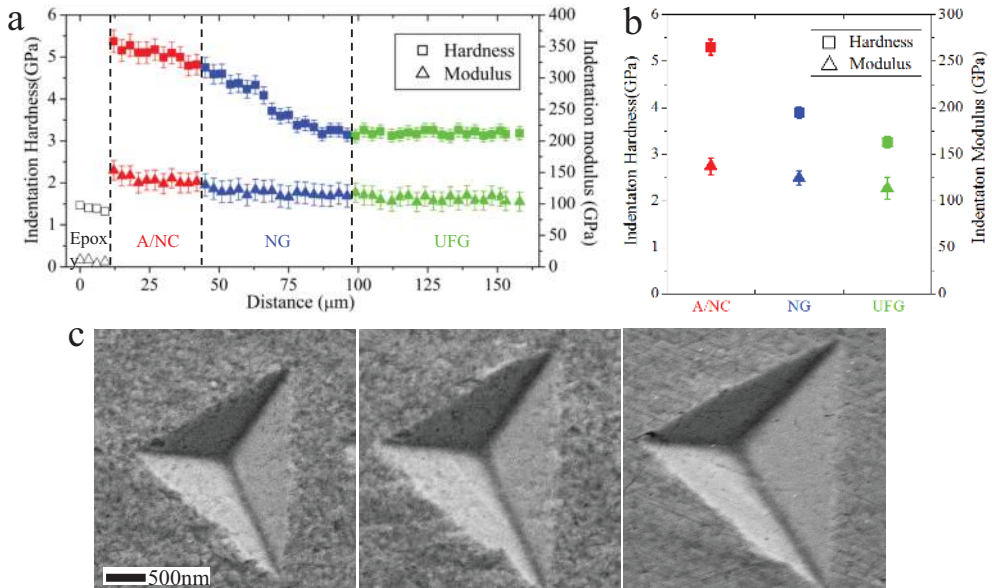 a
Indentation Hardness(GPa)
6
5
4
3
2
1
0
Hardness
Modulus
Epox
y
A/NC
NG
UFG
0 25 50 75 100 125 150
Distance (μm)
400
350
300
250
200
150
100
50
0
Indentation modulus (GPa)
b
Indentaton Hardness(GPa)
6
5
4
3
2
1
0
Hardness
Modulus
A/NC NG UFG
300
250
200
150
100
50
0
Indentaton Modulus (GPa)
c
500nm